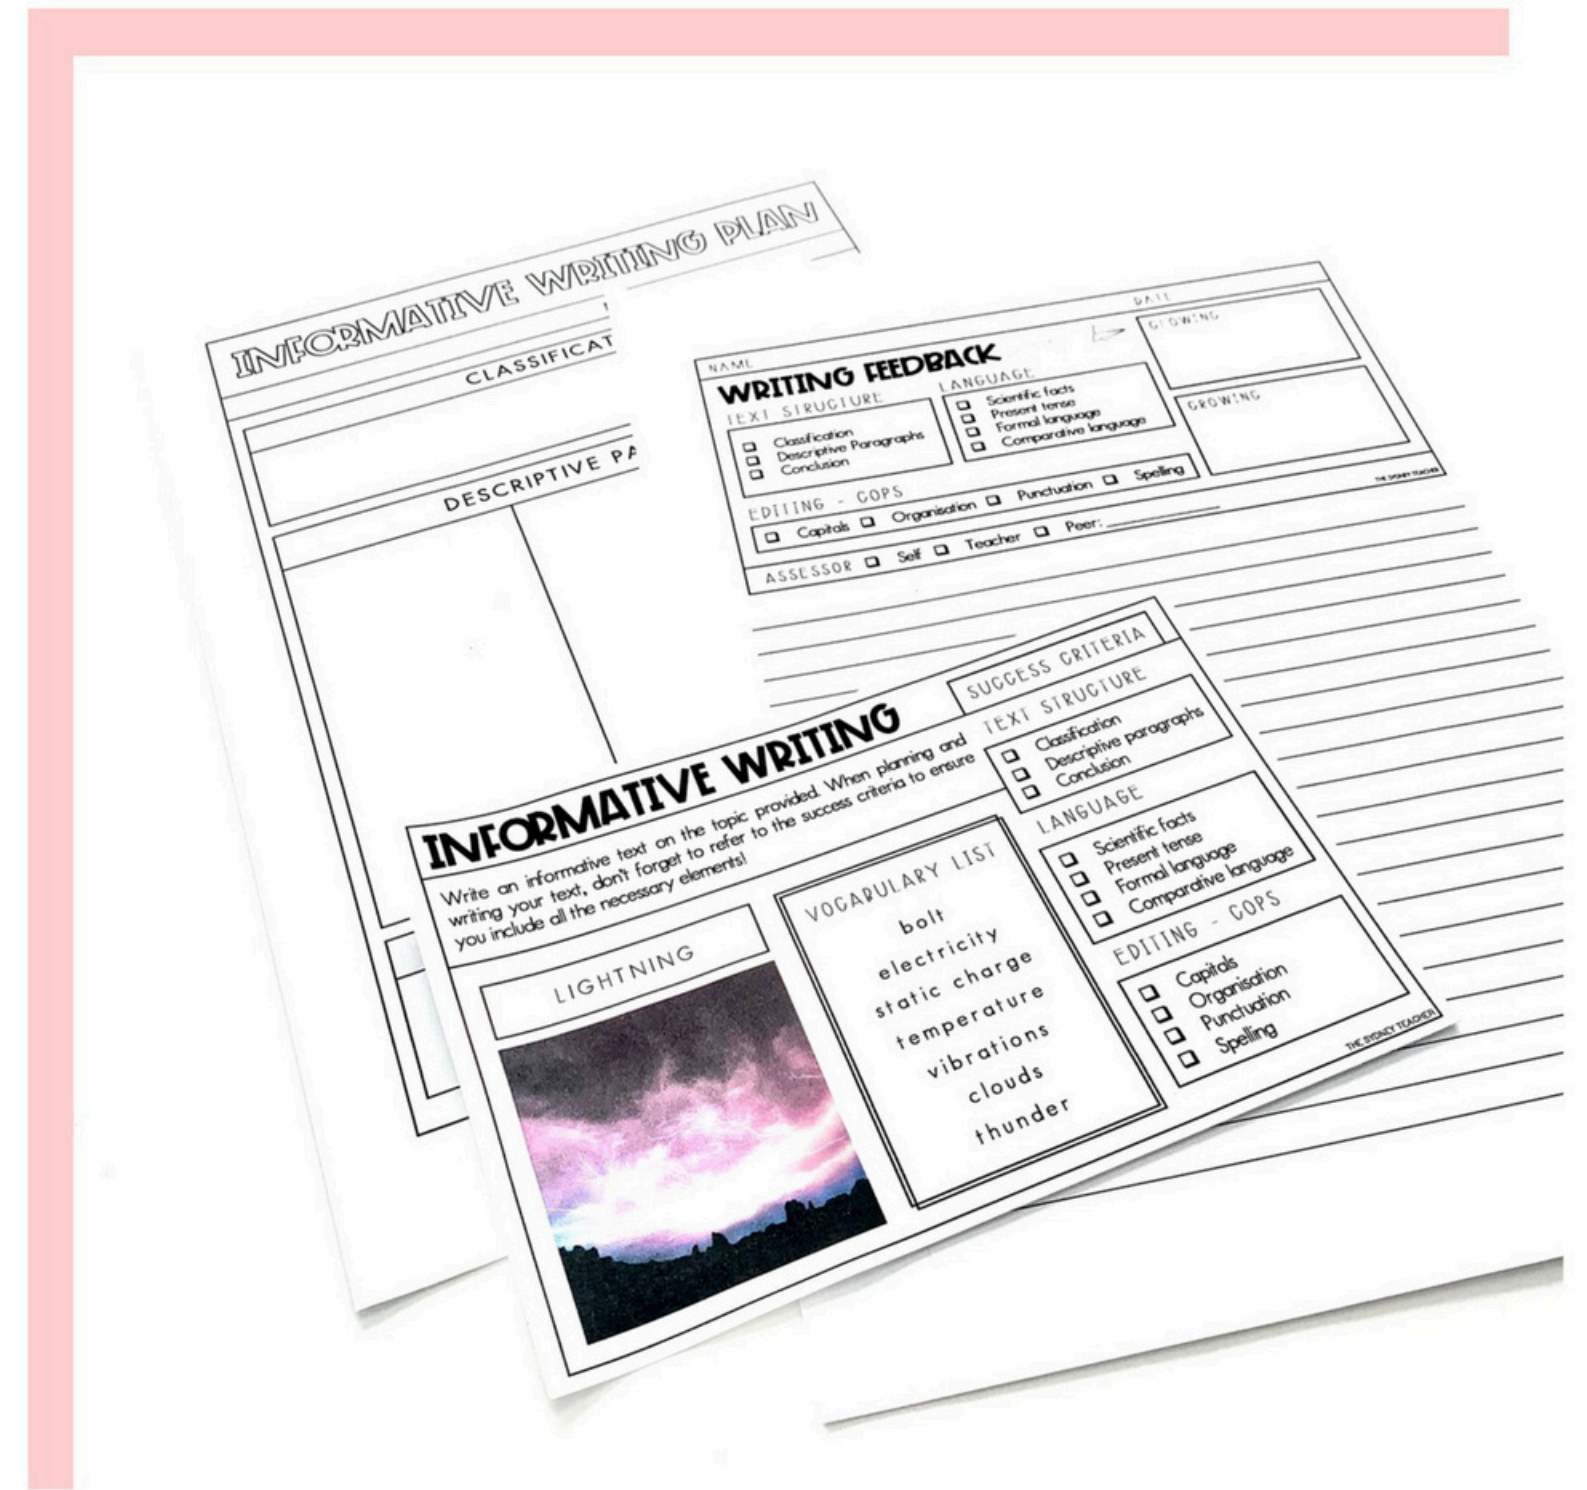 INFORMATIVE WRITING PLAN
CLASSIFICAT
DESCRIPTIVE PA
NAME
DATE
WRITING FEEDBACK
TEXT STRUCTURE
Classification
Descriptive Paragraphs
Conclusion
LANGUAGE
Scientific facts
Present tense
Formal language
Comparative language
GLOWING
GROWING
EDITING - COPS
Capitals
Organisation
Punctuation
Spelling
ASSESSOR
Self
Teacher
Peer:
THE SYDNEY TEACHER
INFORMATIVE WRITING
Write an informative text on the topic provided. When planning and
writing your text, don't forget to refer to the success criteria to ensure
you include all the necessary elements!
LIGHTNING
VOCABULARY LIST
bolt
electricity
static charge
temperature
vibrations
clouds
thunder
SUCCESS CRITERIA
TEXT STRUCTURE
Classification
Descriptive paragraphs
Conclusion
LANGUAGE
Scientific facts
Present tense
Formal language
Comparative language
EDITING - COPS
Capitals
Organisation
Punctuation
Spelling
THE SYDNEY TEACHER